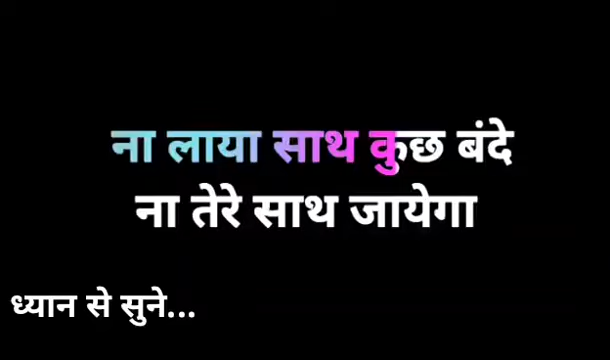 ना लाया साथ कुछ बंदे
ना तेरे साथ जायेगा
ध्यान से सुने...